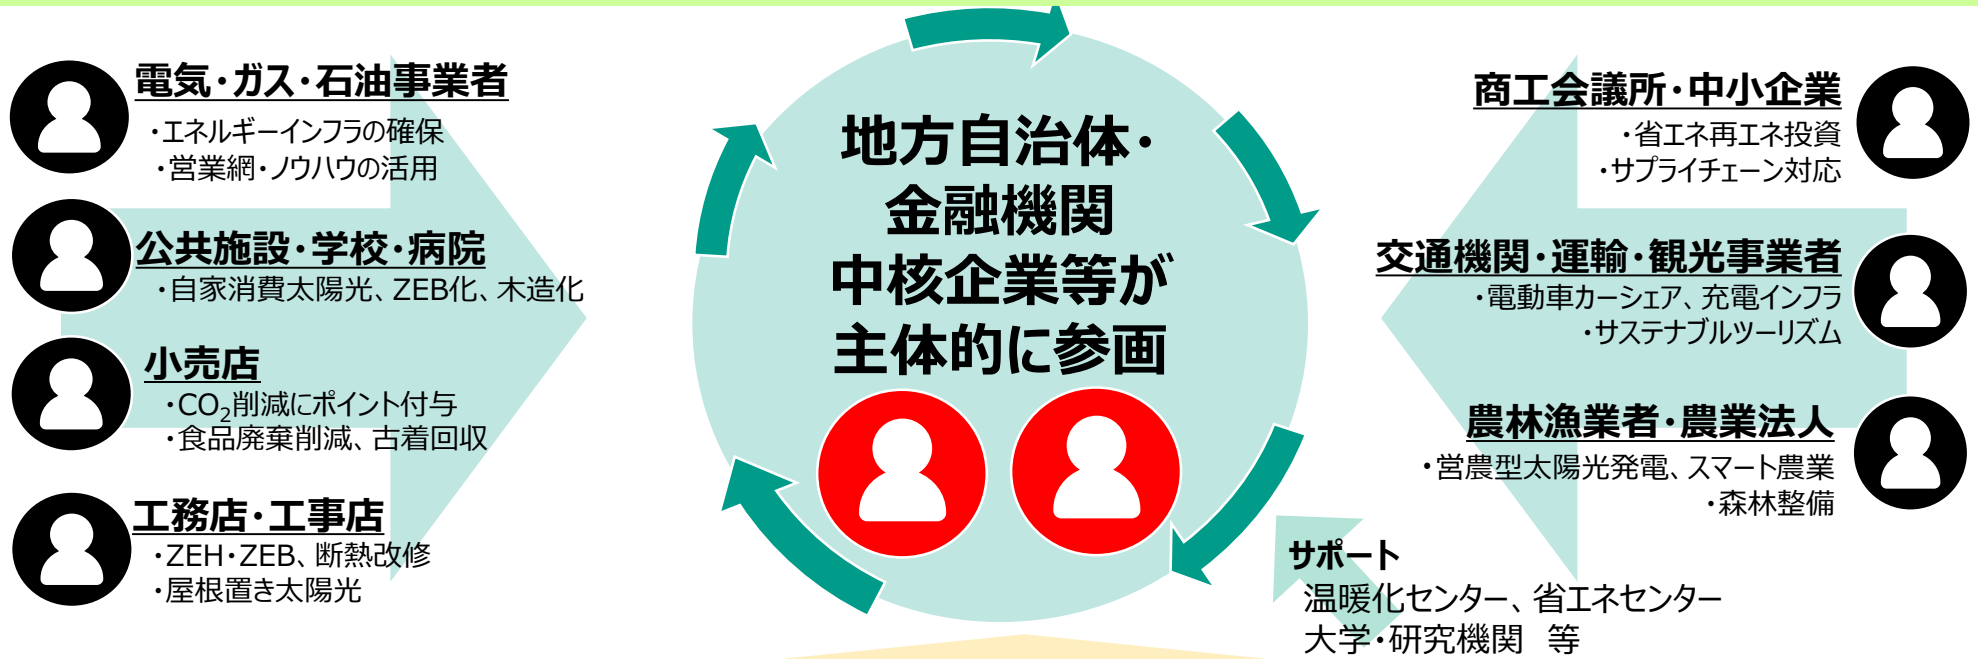 電気・ガス・石油事業者
・エネルギーインフラの確保
・営業網・ノウハウの活用
公共施設・学校・病院
・自家消費太陽光、ZEB化、木造化
小売店
・CO₂削減にポイント付与
・食品廃棄削減、古着回収
工務店・工事店
・ZEH・ZEB、断熱改修
・屋根置き太陽光
地方自治体・
金融機関
中核企業等が
主体的に参画
商工会議所・中小企業
・省エネ再エネ投資
・サプライチェーン対応
交通機関・運輸・観光事業者
・電動車カーシェア、充電インフラ
・サステナブルツーリズム
農林漁業者・農業法人
・営農型太陽光発電、スマート農業
・森林整備
サポート
温暖化センター、省エネセンター
大学・研究機関　等